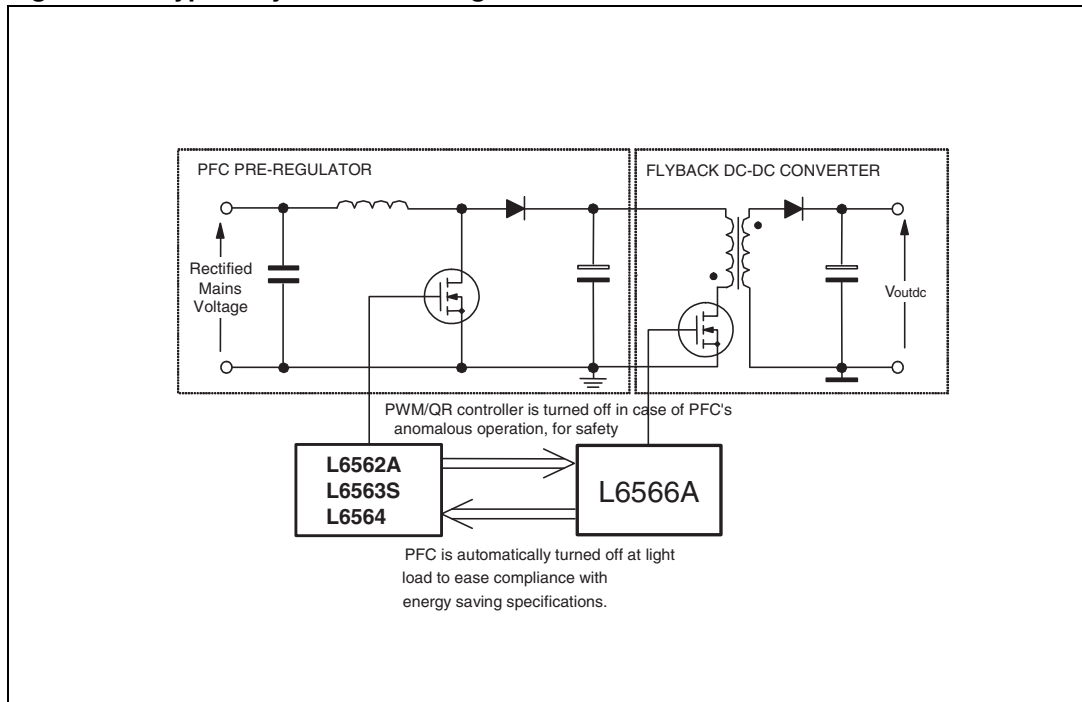 PFC PRE-REGULATOR
FLYBACK DC-DC CONVERTER
Rectified
Mains
Voltage
Voutdc
PWM/QR controller is turned off in case of PFC's
anomalous operation, for safety
L6562A
L6563S
L6564
L6566A
PFC is automatically turned off at light
load to ease compliance with
energy saving specifications.